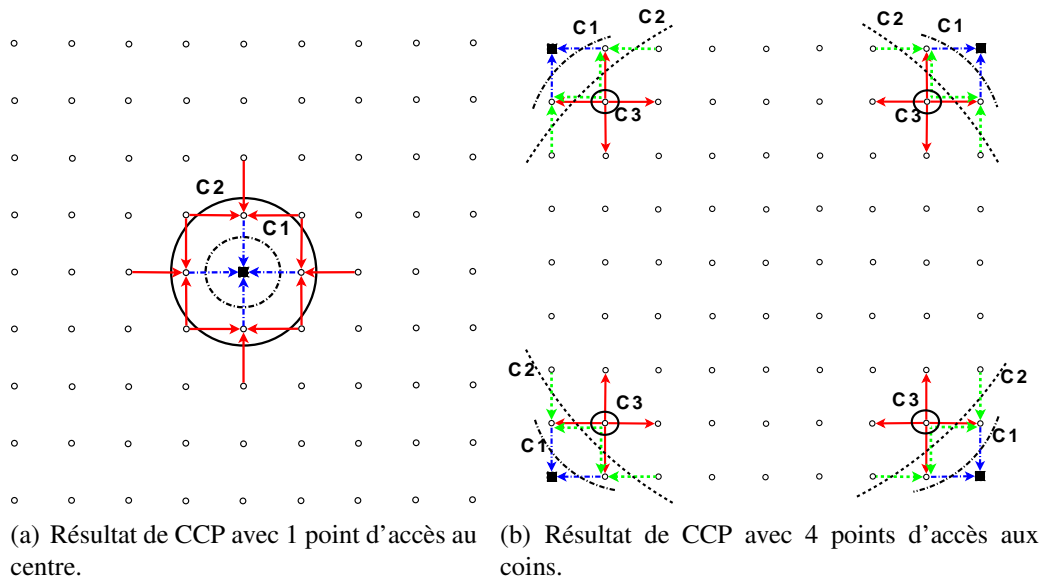 C2
C1
C1
C2
C3
C2
C1
C3
C2
C3
C1
C3
C2
C1
(a) Résultat de CCP avec 1 point d'accès au
centre.
(b) Résultat de CCP avec 4 points d'accès aux
coins.